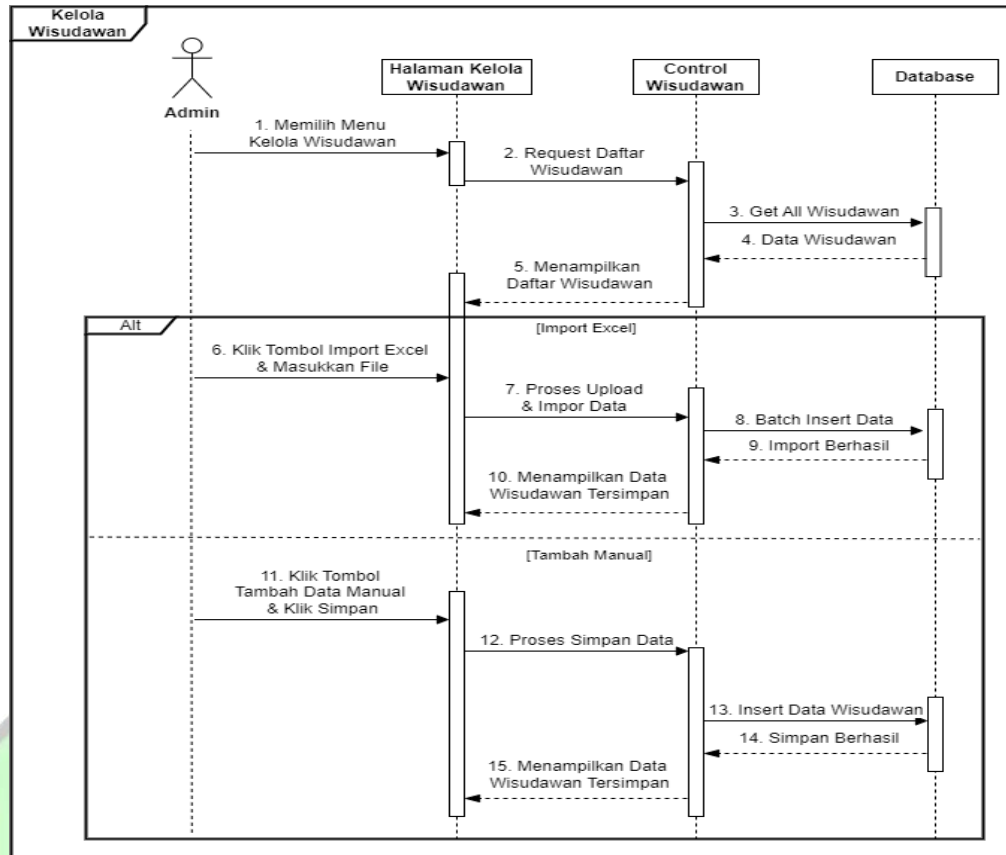 Kelola
Wisudawan
Admin
Halaman Kelola
Wisudawan
Control
Wisudawan
Database
1. Memilih Menu
Kelola Wisudawan
2. Request Daftar
Wisudawan
3. Get All Wisudawan
4. Data Wisudawan
5. Menampilkan
Daftar Wisudawan
Alt
[Import Excel]
6. Klik Tombol Import Excel
& Masukkan File
7. Proses Upload
& Impor Data
8. Batch Insert Data
9. Import Berhasil
10. Menampilkan Data
Wisudawan Tersimpan
[Tambah Manual]
11. Klik Tombol
Tambah Data Manual
& Klik Simpan
12. Proses Simpan Data
13. Insert Data Wisudawan
14. Simpan Berhasil
15. Menampilkan Data
Wisudawan Tersimpan